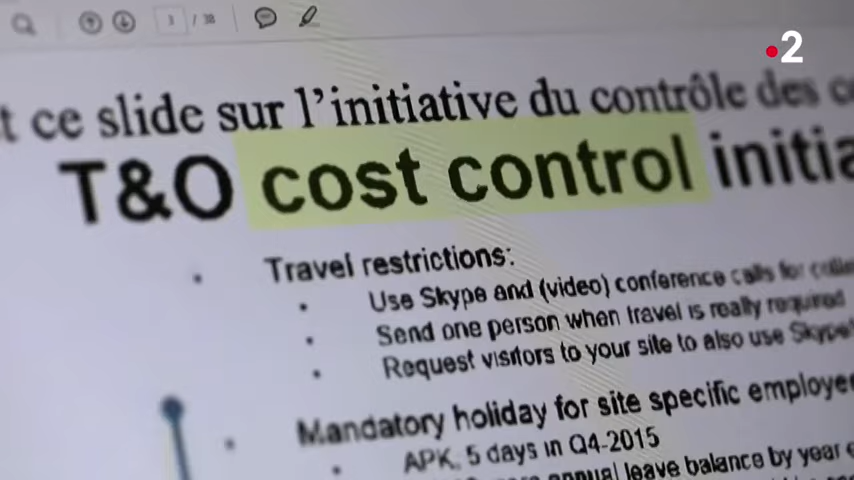 3 / 38
2
t ce slide sur l'initiative du contrôle des
T&O cost control initia
Travel restrictions:
Use Skype and (video) conference calls for
Send one person when travel is really required
Request visitors to your site to also use Skype
Mandatory holiday for site specific employe
APK, 5 days in Q4-2015
annual leave balance by year